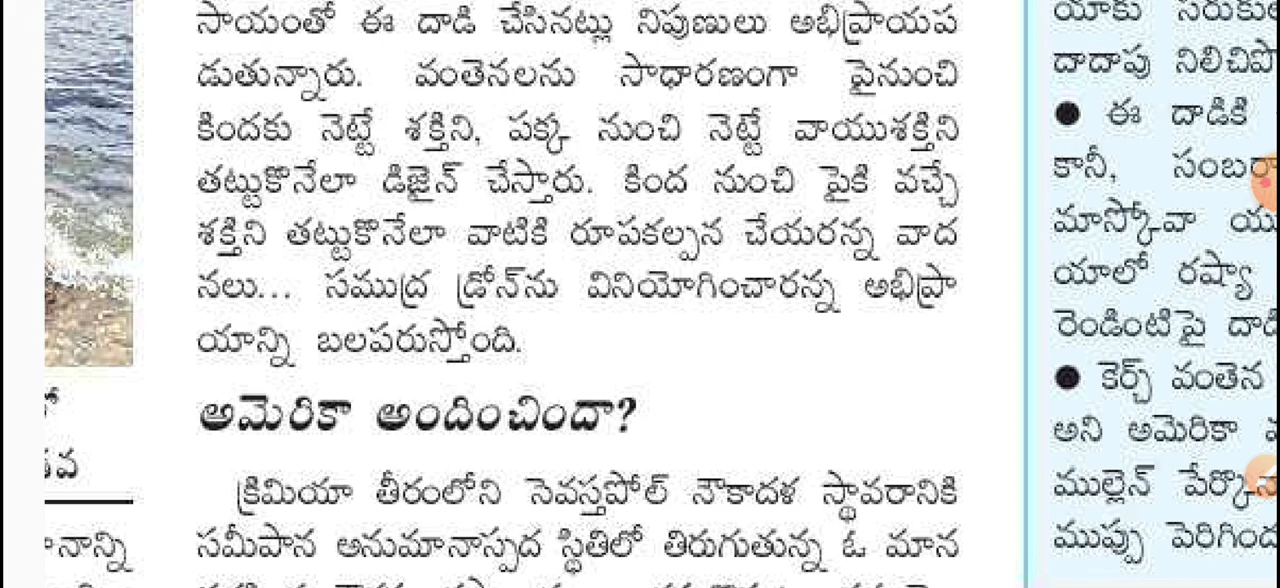 సాయంతో ఈ దాడి చేసినట్లు నిపుణులు అభిప్రాయప
డుతున్నారు. వంతెనలను సాధారణంగా పైనుంచి
కిందకు నెట్టే శక్తిని, పక్క నుంచి నెట్టే వాయుశక్తిని
తట్టుకొనేలా డిజైన్ చేస్తారు. కింద నుంచి పైకి వచ్చే
శక్తిని తట్టుకొనేలా వాటికి రూపకల్పన చేయరన్న వాద
నలు... సముద్ర డ్రోన్‌ను వినియోగించారన్న అభిప్రా
యాన్ని బలపరుస్తోంది.
అమెరికా అందించిందా?
క్రిమియా తీరంలోని సెవస్తపోల్ నౌకాదళ స్థావరానికి
సమీపాన అనుమానాస్పద స్థితిలో తిరుగుతున్న ఓ మాన
యాకు
దాదాపు
● ఈ దాడికి
కానీ,
మాస్కోవా
యాలో రష్యా
రెండింటిపై
● కెర్చ్ వంతెన
అని అమెరికా
ముల్లెన్
ముప్పు